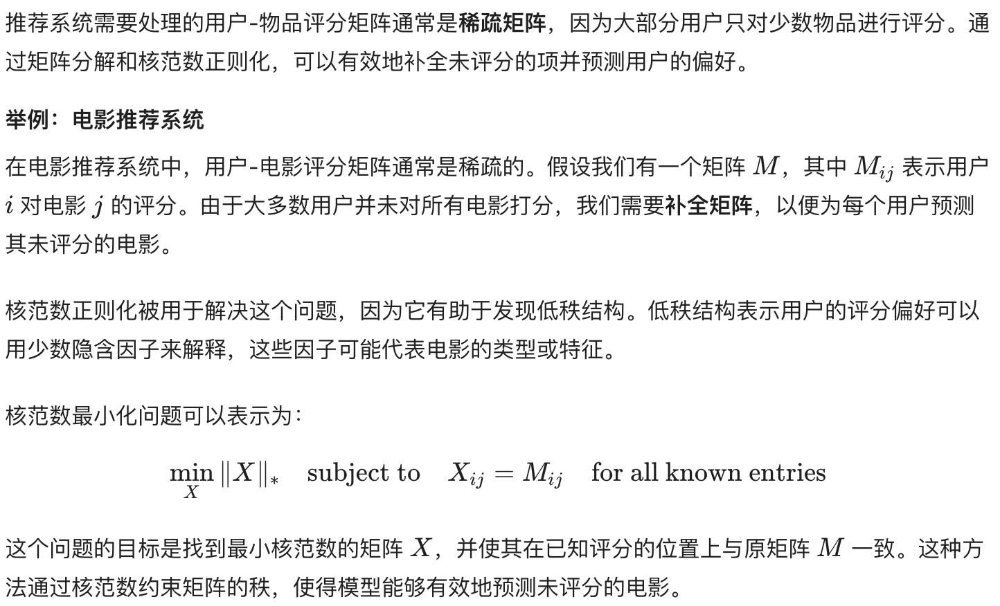 推荐系统需要处理的用户-物品评分矩阵通常是稀疏矩阵，因为大部分用户只对少数物品进行评分。通
过矩阵分解和核范数正则化，可以有效地补全未评分的项并预测用户的偏好。
举例：电影推荐系统
在电影推荐系统中，用户-电影评分矩阵通常是稀疏的。假设我们有一个矩阵 M，其中 M_{ij} 表示用户
i 对电影 j 的评分。由于大多数用户并未对所有电影打分，我们需要补全矩阵，以便为每个用户预测
其未评分的电影。
核范数正则化被用于解决这个问题，因为它有助于发现低秩结构。低秩结构表示用户的评分偏好可以
用少数隐含因子来解释，这些因子可能代表电影的类型或特征。
核范数最小化问题可以表示为：
\min_{X} \|X\|_* subject to X_{ij} = M_{ij} for all known entries
这个问题的目标是找到最小核范数的矩阵 X，并使其在已知评分的位置上与原矩阵 M 一致。这种方
法通过核范数约束矩阵的秩，使得模型能够有效地预测未评分的电影。